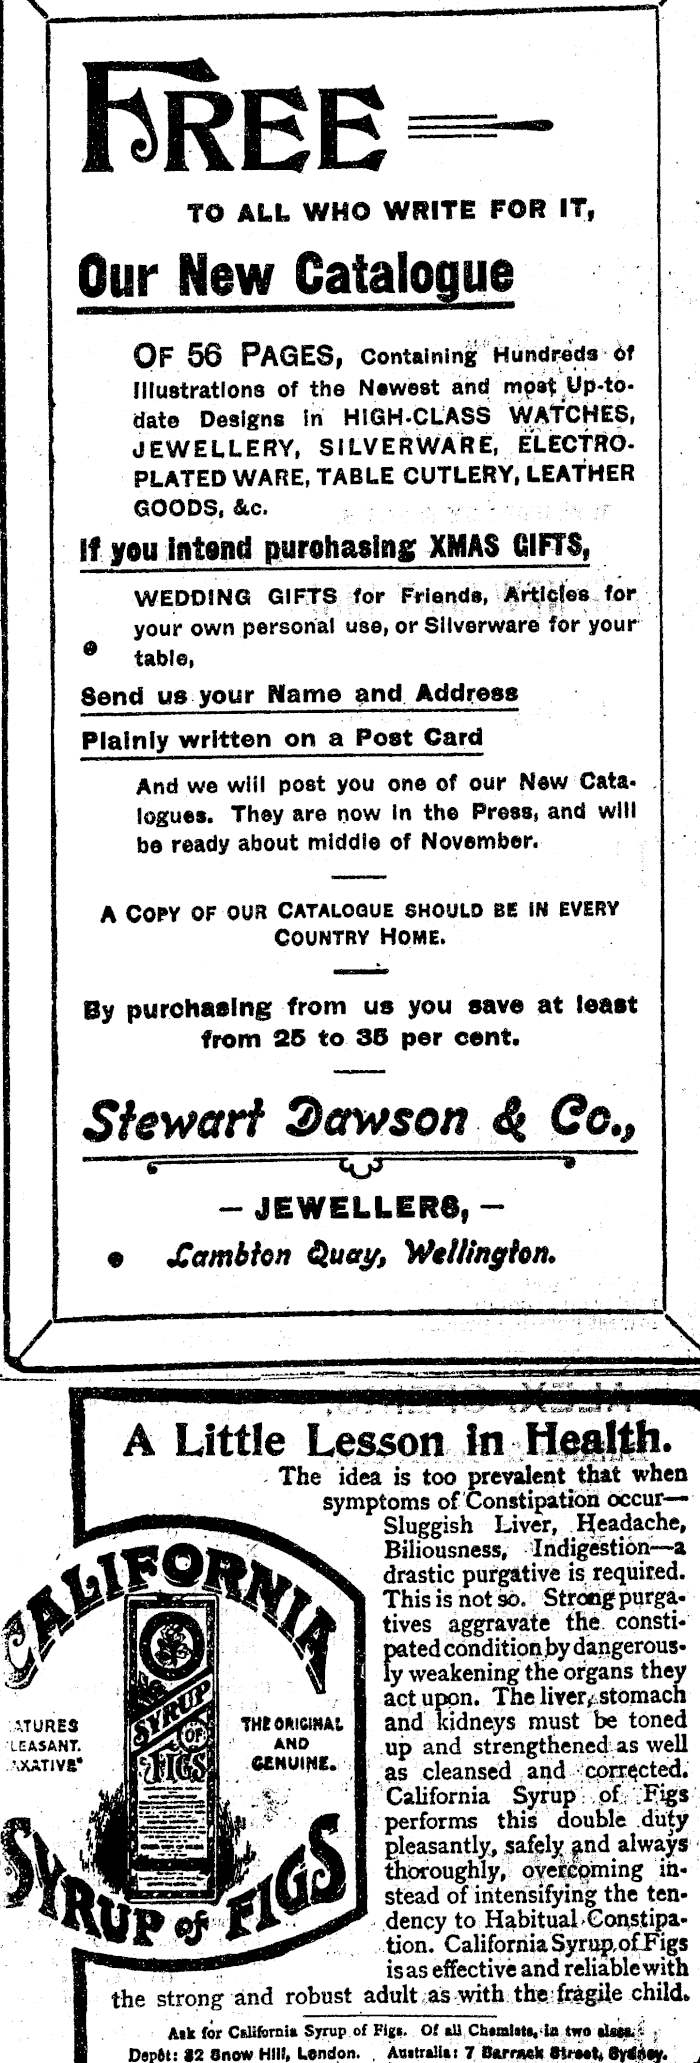 FREE
TO ALL WHO WRITE FOR IT,
Our New Catalogue
OF 56 PAGES, Containing Hundreds of
Illustrations of the Newest and most Up-to-
date Designs in HIGH-CLASS WATCHES,
JEWELLERY, SILVERWARE, ELECTRO-
PLATED WARE, TABLE CUTLERY, LEATHER
GOODS, &c.
If you intend purchasing XMAS GIFTS,
WEDDING GIFTS for Friends, Articles for
your own personal use, or Silverware for your
table,
Send us your Name and Address
Plainly written on a Post Card
And we will post you one of our New Cata-
logues. They are now in the Press, and will
be ready about middle of November.
A COPY OF OUR CATALOGUE SHOULD BE IN EVERY
COUNTRY HOME.
By purchasing from us you save at least
from 25 to 35 per cent.
Stewart Dawson & Co.,
— JEWELLERS, —
Lambton Quay, Wellington.
A Little Lesson in Health.
The idea is too prevalent that when
symptoms of Constipation occur—
Sluggish Liver, Headache,
Biliousness, Indigestion—a
drastic purgative is required.
This is not so. Strong purga-
tives aggravate the consti-
pated condition by dangerous-
ly weakening the organs they
act upon. The liver, stomach
and kidneys must be toned
up and strengthened as well
as cleansed and corrected.
California Syrup of Figs
performs this double duty
pleasantly, safely and always
thoroughly, overcoming in-
stead of intensifying the ten-
dency to Habitual Constipa-
tion. California Syrup of Figs
is as effective and reliable with
the strong and robust adult as with the fragile child.
CALIFORNIA
SYRUP
OF
FIGS
ATURES
LEASANT
AXATIVE"
THE ORIGINAL
AND
GENUINE.
SYRUP of FIGS
Ask for California Syrup of Figs. Of all Chemists, in two sizes.
Depôt: 32 Snow Hill, London. Australia: 7 Barrack Street, Sydney.